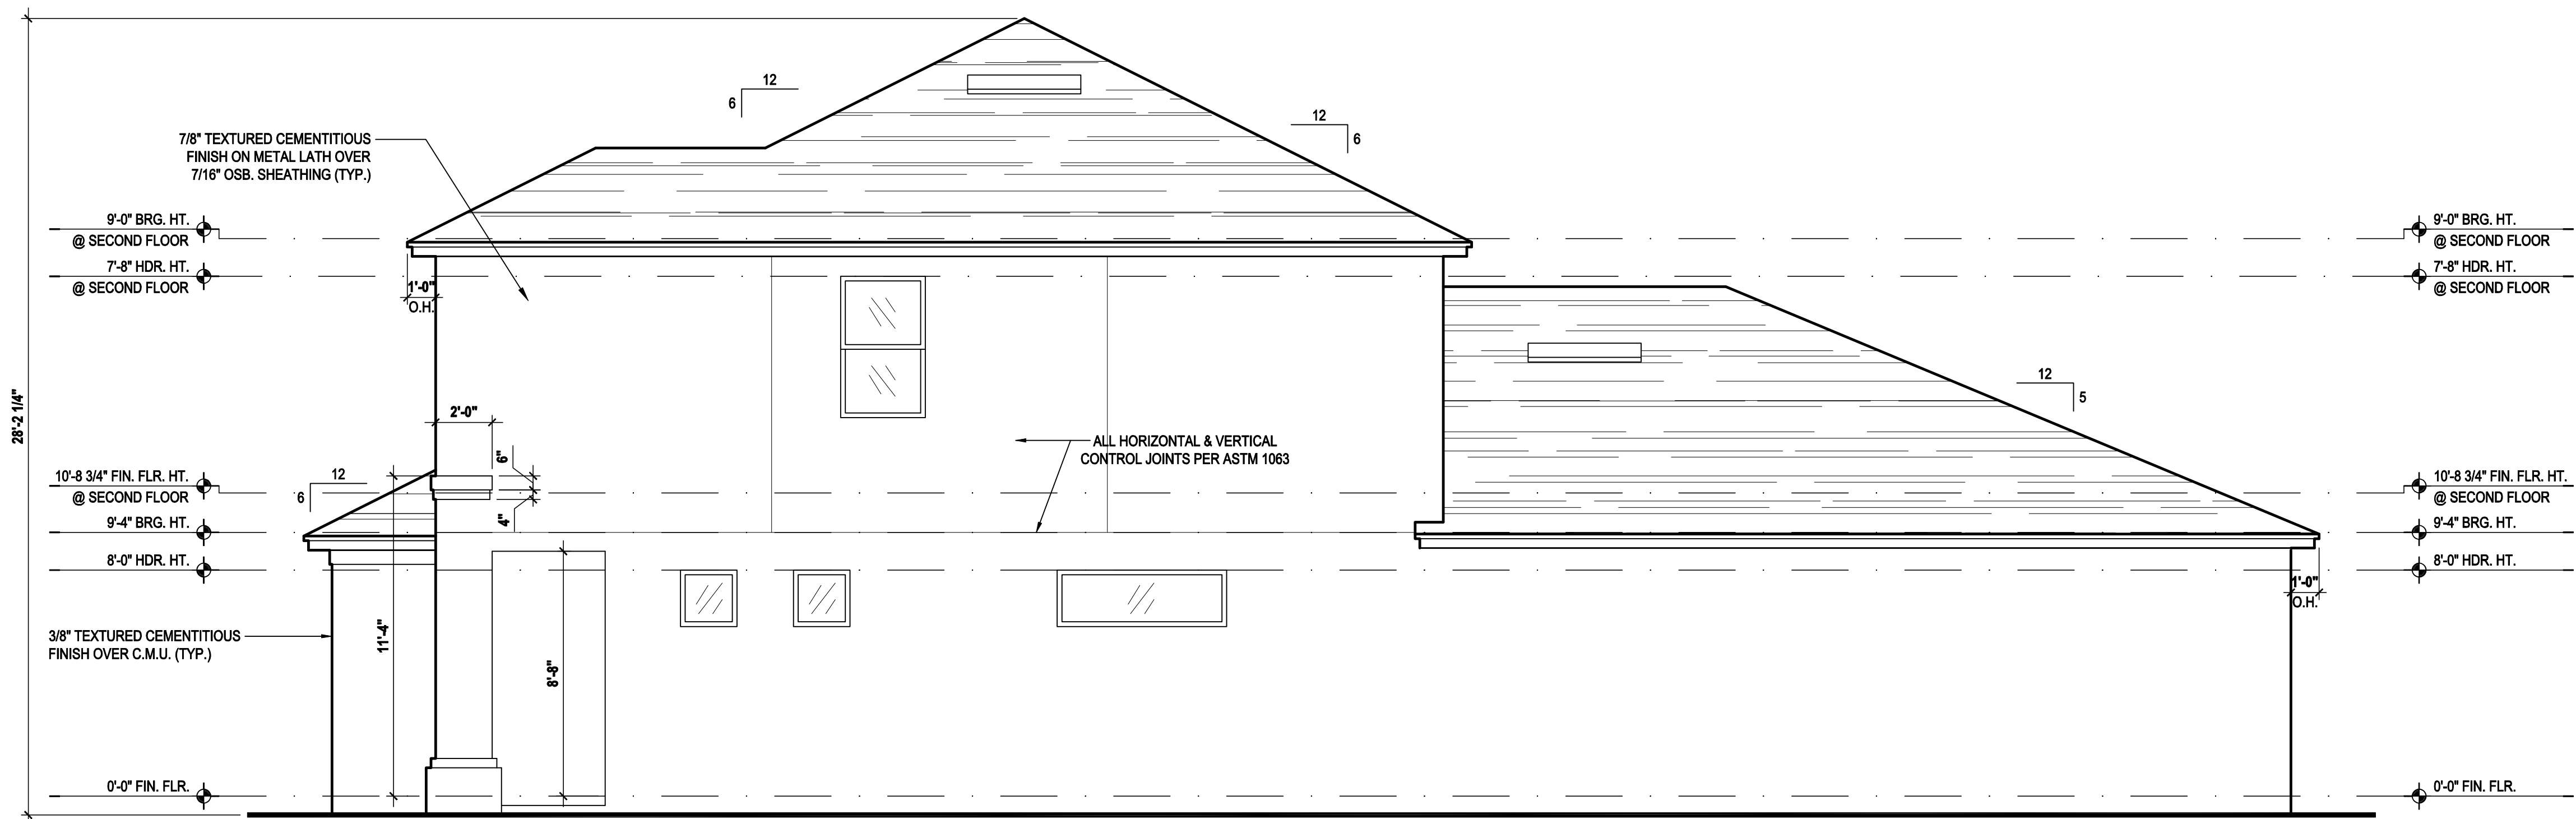 12
6
12
6
7/8" TEXTURED CEMENTITIOUS
FINISH ON METAL LATH OVER
7/16" OSB. SHEATHING (TYP.)
9'-0" BRG. HT.
@ SECOND FLOOR
9'-0" BRG. HT.
@ SECOND FLOOR
7'-8" HDR. HT.
@ SECOND FLOOR
7'-8" HDR. HT.
@ SECOND FLOOR
1'-0"
O.H.
12
5
28'-2 1/4"
2'-0"
6"
ALL HORIZONTAL & VERTICAL
CONTROL JOINTS PER ASTM 1063
10'-8 3/4" FIN. FLR. HT.
@ SECOND FLOOR
12
6
10'-8 3/4" FIN. FLR. HT.
@ SECOND FLOOR
4"
9'-4" BRG. HT.
9'-4" BRG. HT.
8'-0" HDR. HT.
8'-0" HDR. HT.
1'-0"
O.H.
3/8" TEXTURED CEMENTITIOUS
FINISH OVER C.M.U. (TYP.)
11'-4"
8'-8"
0'-0" FIN. FLR.
0'-0" FIN. FLR.